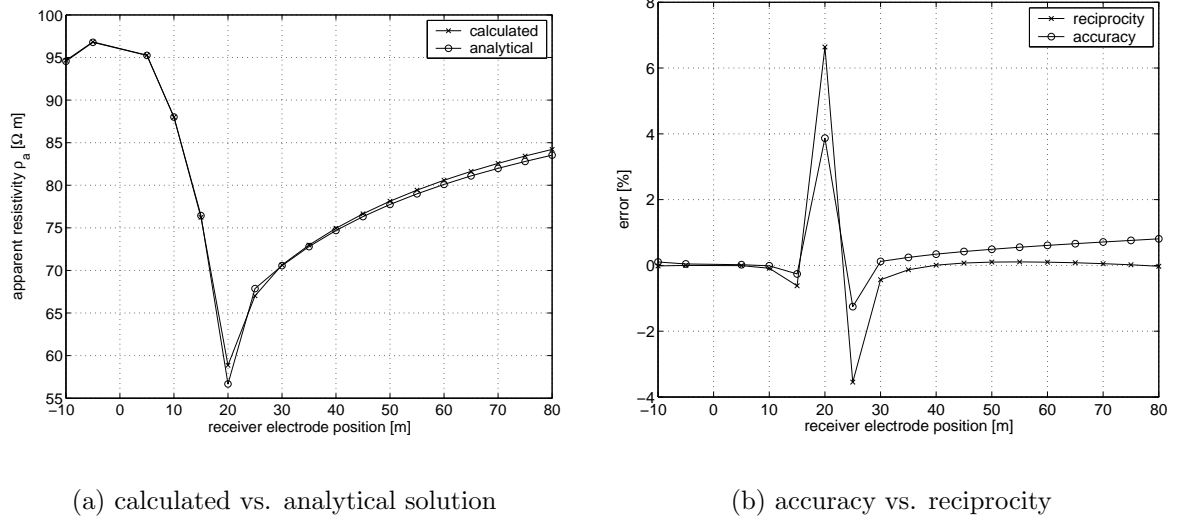 100
95
90
85
80
75
70
65
60
55
−10 0 10 20 30 40 50 60 70 80
apparent resistivity ρa [Ω m]
receiver electrode position [m]
calculated
analytical
(a) calculated vs. analytical solution
8
6
4
2
0
−2
−4
−10 0 10 20 30 40 50 60 70 80
error [%]
receiver electrode position [m]
reciprocity
accuracy
(b) accuracy vs. reciprocity